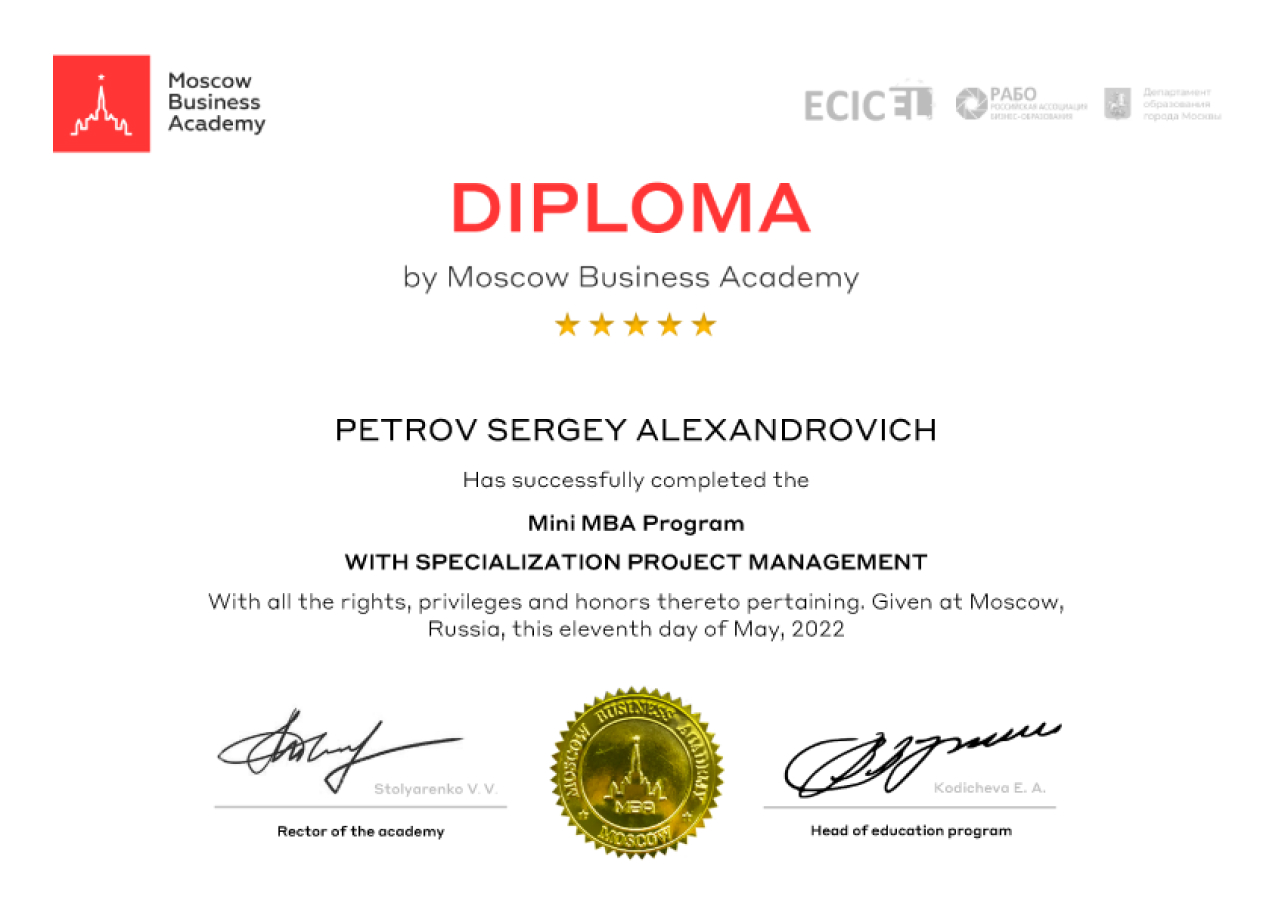 Moscow
Business
Academy
ECICEL
РАБО
РОССИЙСКАЯ АССОЦИАЦИЯ
БИЗНЕС-ОБРАЗОВАНИЯ
Департамент
образования
города Москвы
DIPLOMA
by Moscow Business Academy
PETROV SERGEY ALEXANDROVICH
Has successfully completed the
Mini MBA Program
WITH SPECIALIZATION PROJECT MANAGEMENT
With all the rights, privileges and honors thereto pertaining. Given at Moscow,
Russia, this eleventh day of May, 2022
Stolyarenko V. V.
Rector of the academy
MOSCOW BUSINESS ACADEMY
MBA
MOSCOW
Kodicheva E. A.
Head of education program